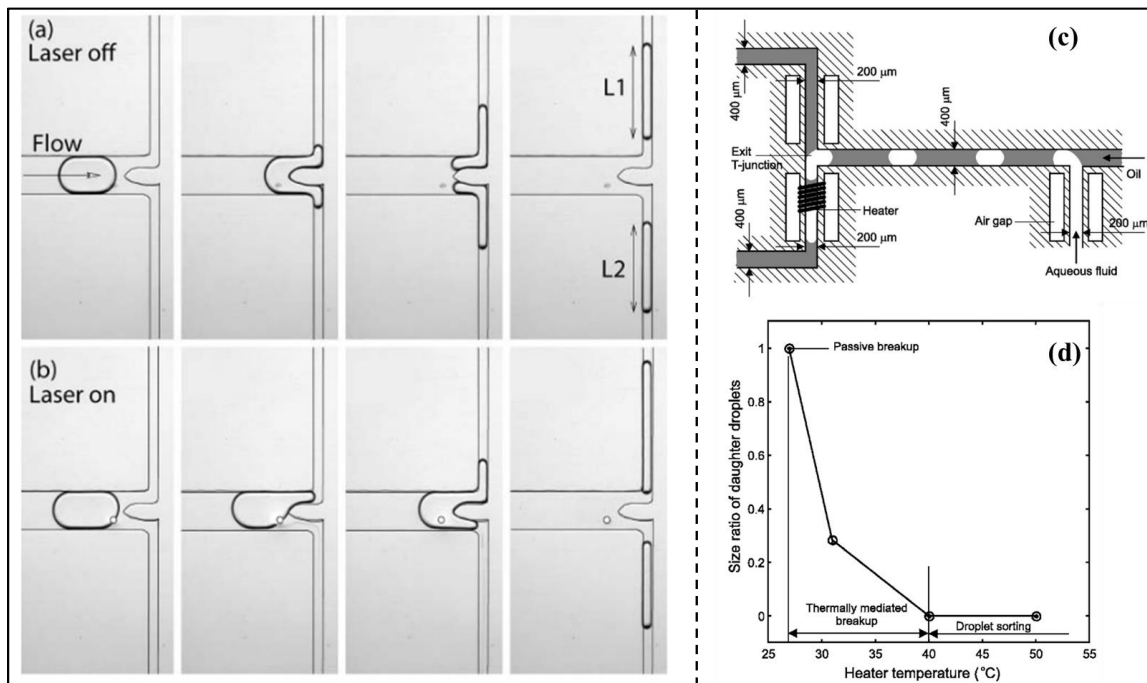 (a)
Laser off
Flow
L1
L2
(b)
Laser on
(c)
400 μm
200 μm
400 μm
Exit
T-junction
Oil
Heater
Air gap
400 μm
200 μm
200 μm
Aqueous fluid
(d)
Passive breakup
Size ratio of daughter droplets
1
0.8
0.6
0.4
0.2
0
Thermally mediated
breakup
Droplet sorting
25 30 35 40 45 50 55
Heater temperature (°C)